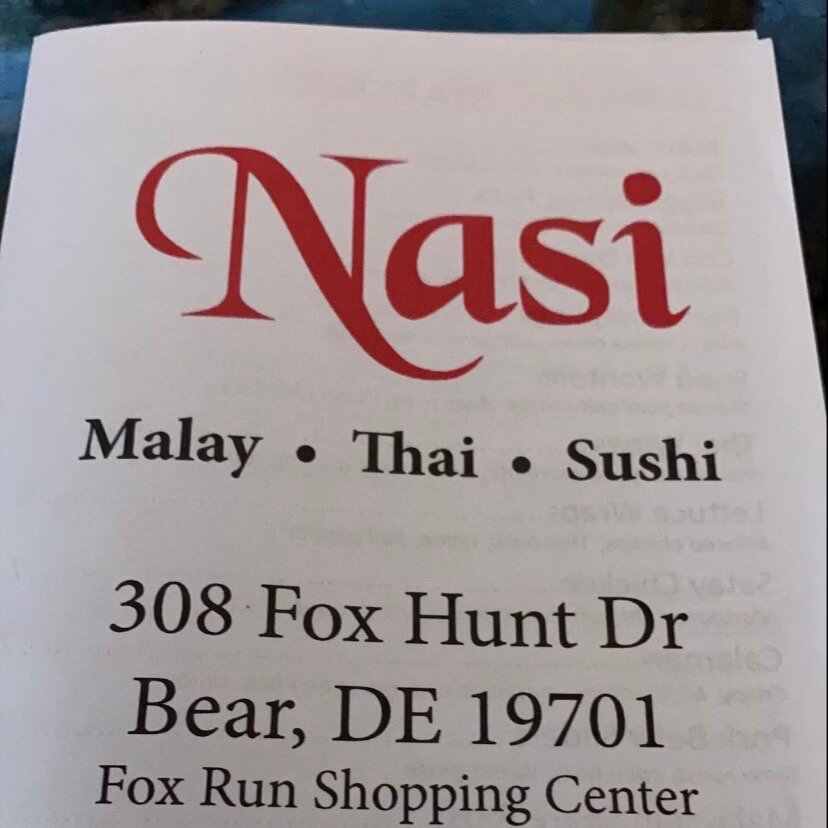 Nasi
Malay • Thai • Sushi
308 Fox Hunt Dr
Bear, DE 19701
Fox Run Shopping Center